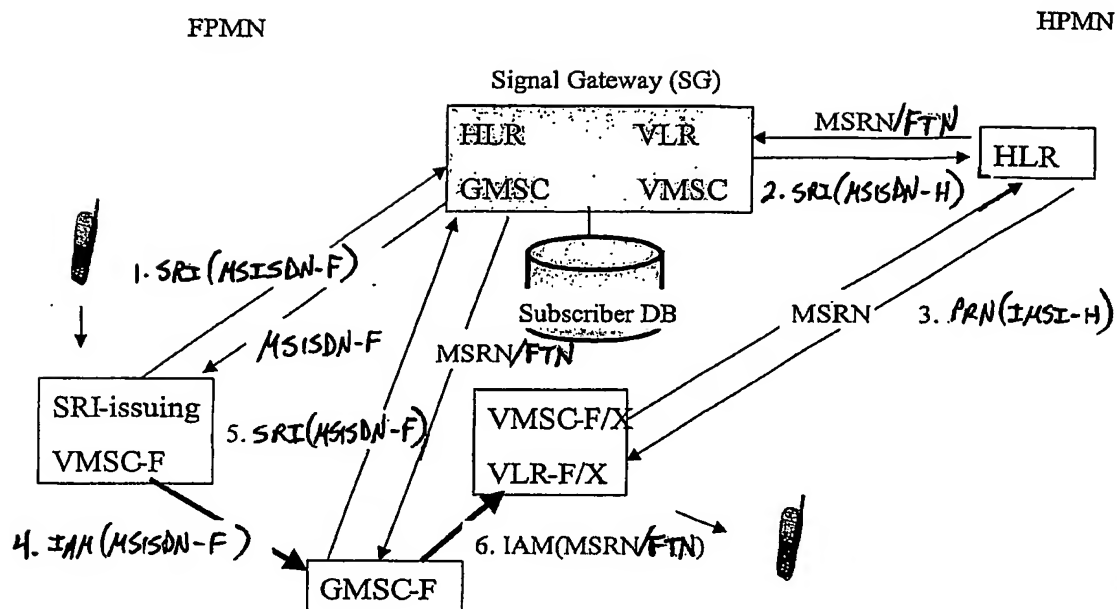 FPMN
HPMN
Signal Gateway (SG)
HLR VLR
GMSC VMSC
MSRN/FTN
HLR
2. SRI(MSISDN-H)
1. SRI(MSISDN-F)
MSISDN-F
Subscriber DB
MSRN
3. PRN(IMSI-H)
MSRN/FTN
SRI-issuing
VMSC-F
5. SRI(MSISDN-F)
VMSC-F/X
VLR-F/X
4. IAM(MSISDN-F)
6. IAM(MSRN/FTN)
GMSC-F